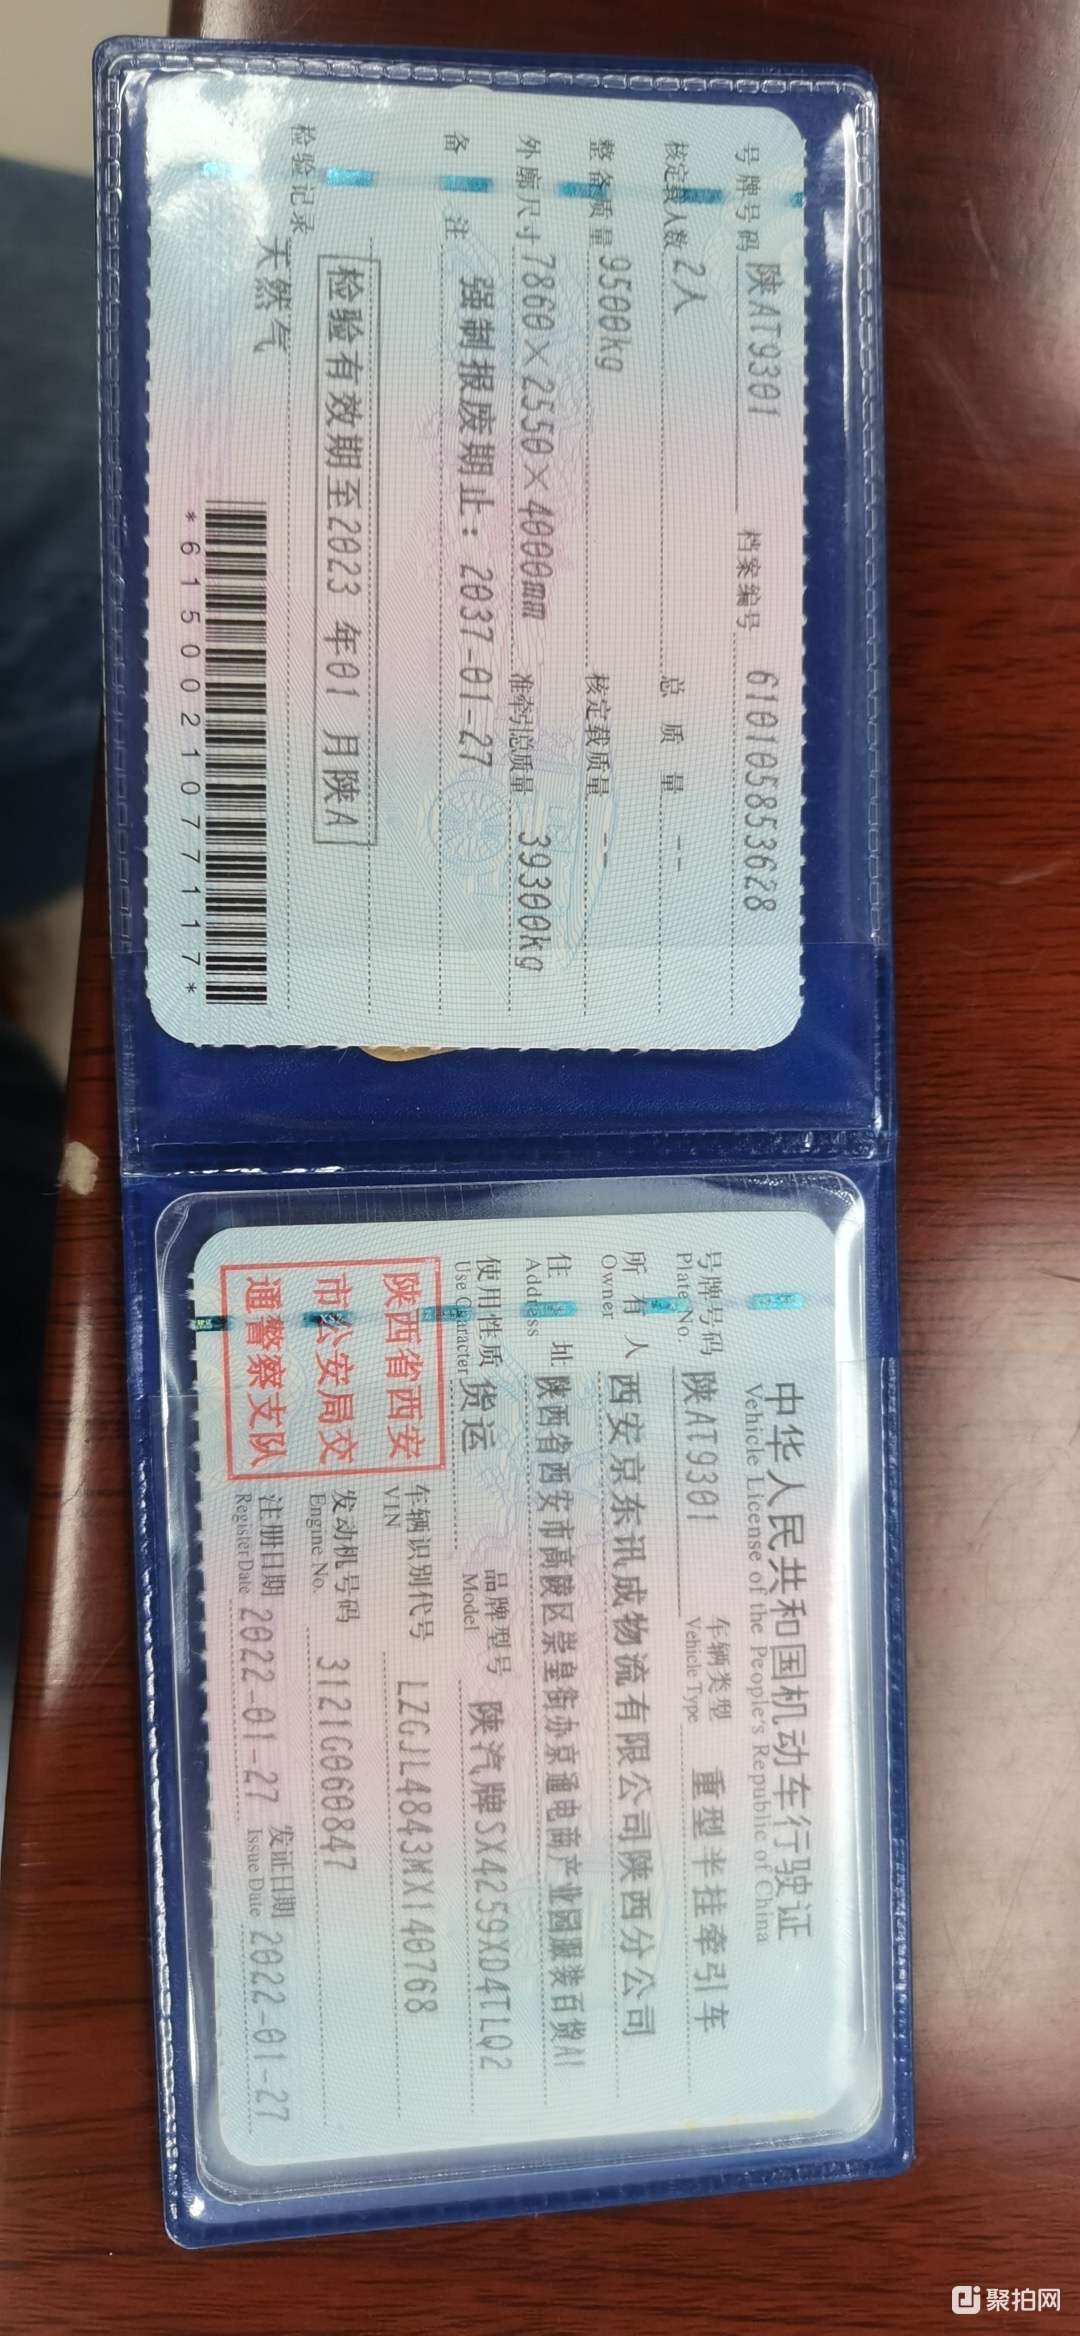 号牌号码 陕AT9301 档案编号 610105853628
核定载人数 2人 总质量 --
整备质量 9500kg 核定载质量 --
外廓尺寸 7860×2550×4000mm 准牵引总质量 39300kg
备注 强制报废期止：2037-01-27
检验有效期至2023年01月陕A
检验记录
天然气
*6150021077117*
中华人民共和国机动车行驶证
Vehicle License of the People's Republic of China
号牌号码 陕AT9301 车辆类型 重型半挂牵引车
Plate No. Vehicle Type
所有人 西安京东讯成物流有限公司陕西分公司
Owner
住址 陕西省西安市高陵区崇皇街办京通电商产业园服装百货A1
Address
使用性质 货运 品牌型号 陕汽牌SX4259XD4TLQ2
Use Character Model
陕西省西安
市公安局交
通警察支队
车辆识别代号 LZGJL4843MX140768
VIN
发动机号码 3121G060847
Engine No.
注册日期 2022-01-27 发证日期 2022-01-27
Register Date Issue Date
聚拍网